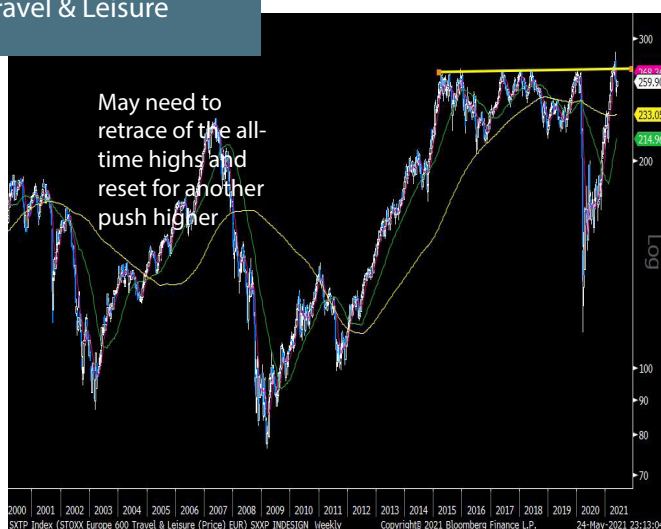 ravel & Leisure
May need to
retrace of the all-
time highs and
reset for another
push higher
300
259.90
233.05
214.90
200
Log
100
90
80
70
2000 2001 2002 2003 2004 2005 2006 2007 2008 2009 2010 2011 2012 2013 2014 2015 2016 2017 2018 2019 2020 2021
SXTP Index (STOXX Europe 600 Travel & Leisure (Price) EUR) SXXP INDESIGN Weekly Copyright© 2021 Bloomberg Finance L.P. 24-May-2021 23:13:0